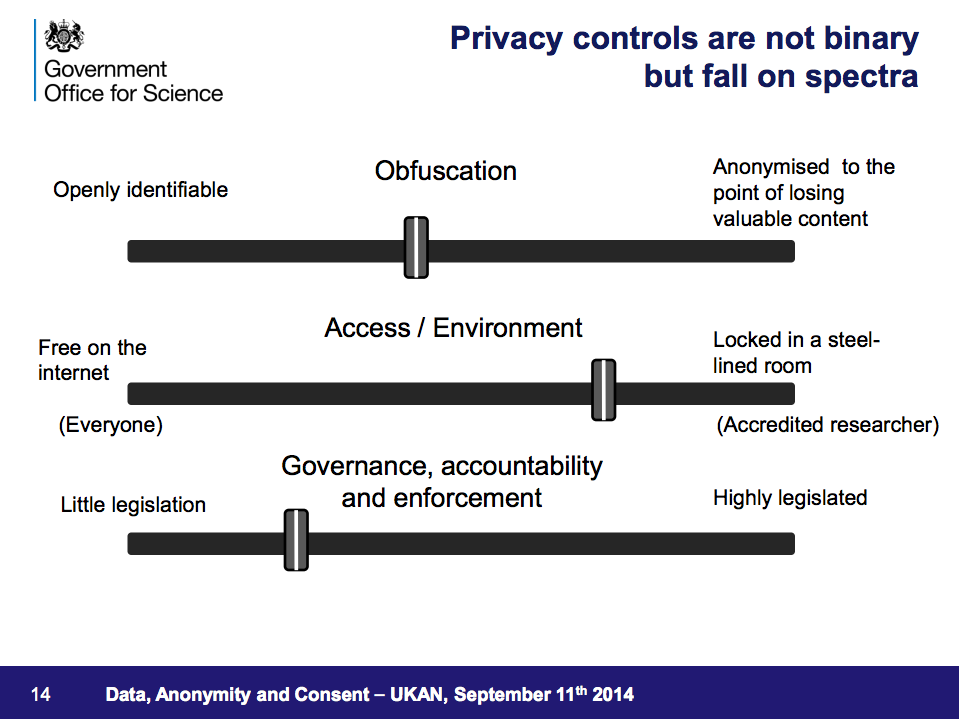 Government
Office for Science
Privacy controls are not binary
but fall on spectra
Obfuscation
Openly identifiable
Anonymised  to the
point of losing
valuable content
Access / Environment
Free on the
internet
Locked in a steel-
lined room
(Everyone)
(Accredited researcher)
Governance, accountability
and enforcement
Little legislation
Highly legislated
14
Data, Anonymity and Consent – UKAN, September 11th 2014